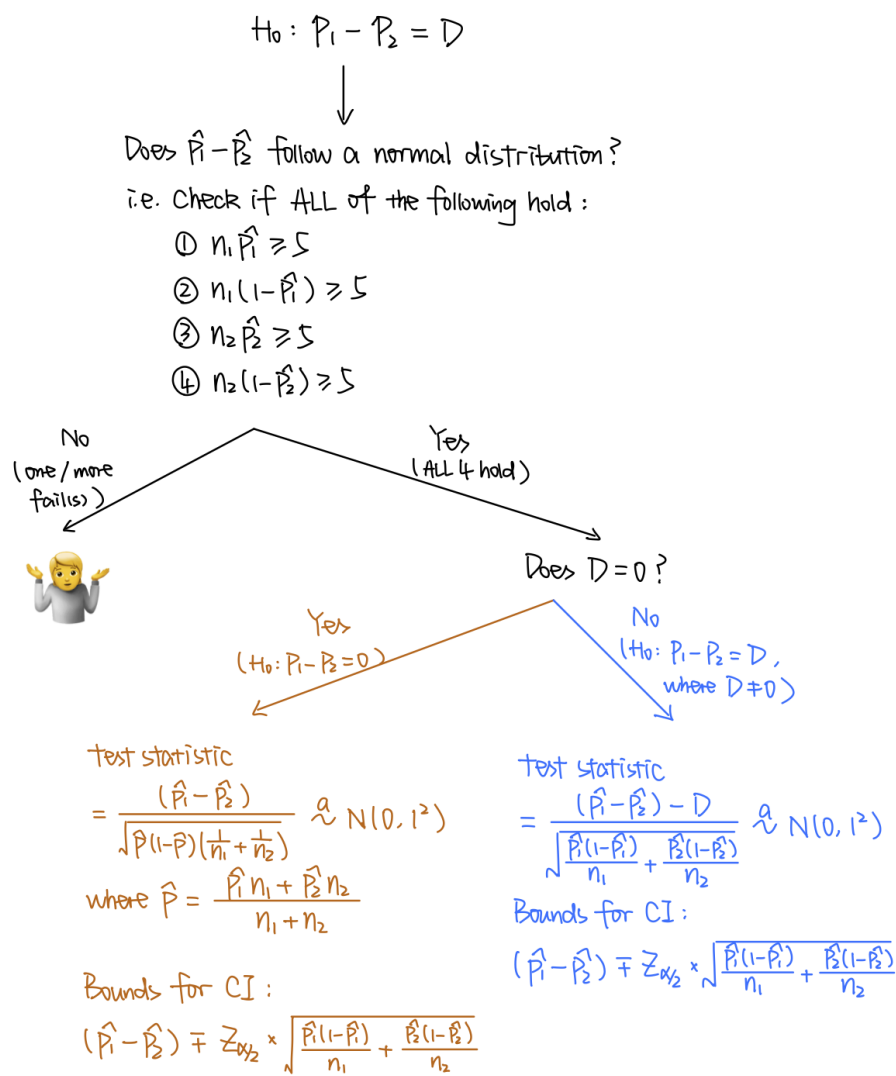 H₀: P₁ − P₂ = D
Does p̂₁ − p̂₂ follow a normal distribution?
i.e. Check if ALL of the following hold:
① n₁p̂₁ ⩾ 5
② n₁(1−p̂₁) ⩾ 5
③ n₂p̂₂ ⩾ 5
④ n₂(1−p̂₂) ⩾ 5
No
(one/more
fail(s))
Yes
(ALL 4 hold)
Does D = 0?
Yes
(H₀: P₁ − P₂ = 0)
No
(H₀: P₁ − P₂ = D,
where D ≠ 0)
test statistic
= (p̂₁ − p̂₂) / √(p̂(1−p̂)(1/n₁ + 1/n₂)) ᵃ~ N(0, 1²)
where p̂ = (p̂₁n₁ + p̂₂n₂) / (n₁ + n₂)
Bounds for CI:
(p̂₁ − p̂₂) ∓ Z_α/2 × √(p̂₁(1−p̂₁)/n₁ + p̂₂(1−p̂₂)/n₂)
test statistic
= ((p̂₁ − p̂₂) − D) / √(p̂₁(1−p̂₁)/n₁ + p̂₂(1−p̂₂)/n₂) ᵃ~ N(0, 1²)
Bounds for CI:
(p̂₁ − p̂₂) ∓ Z_α/2 × √(p̂₁(1−p̂₁)/n₁ + p̂₂(1−p̂₂)/n₂)